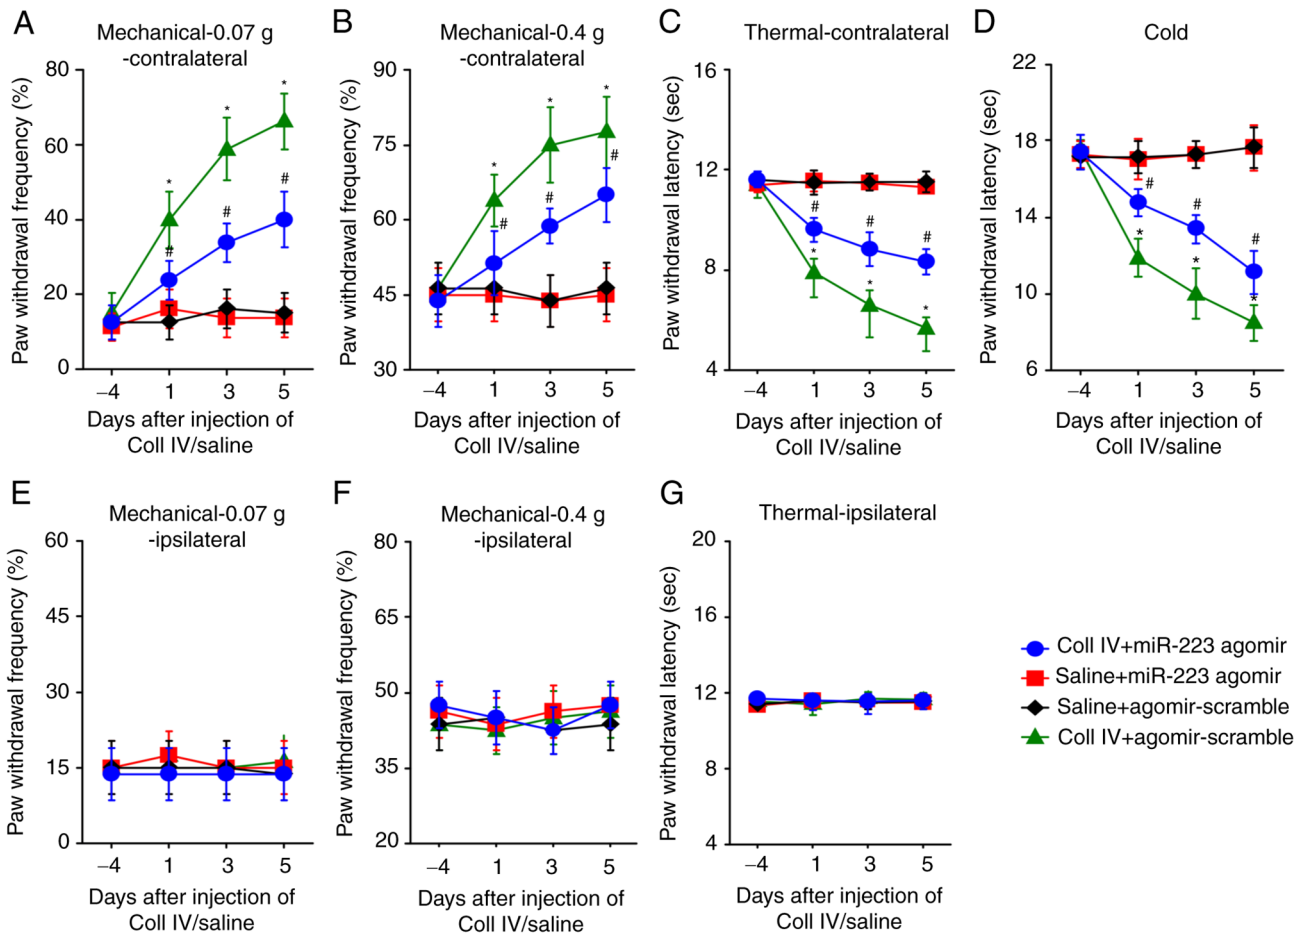 A
Mechanical-0.07 g
-contralateral
Paw withdrawal frequency (%)
80
60
40
20
0
* * *
# # #
–4 1 3 5
Days after injection of
Coll IV/saline
B
Mechanical-0.4 g
-contralateral
Paw withdrawal frequency (%)
90
75
60
45
30
* * *
# # #
–4 1 3 5
Days after injection of
Coll IV/saline
C
Thermal-contralateral
Paw withdrawal latency (sec)
16
12
8
4
# # #
* * *
–4 1 3 5
Days after injection of
Coll IV/saline
D
Cold
Paw withdrawal latency (sec)
22
18
14
10
6
# # #
* * *
–4 1 3 5
Days after injection of
Coll IV/saline
E
Mechanical-0.07 g
-ipsilateral
Paw withdrawal frequency (%)
60
45
30
15
0
–4 1 3 5
Days after injection of
Coll IV/saline
F
Mechanical-0.4 g
-ipsilateral
Paw withdrawal frequency (%)
80
65
50
35
20
–4 1 3 5
Days after injection of
Coll IV/saline
G
Thermal-ipsilateral
Paw withdrawal latency (sec)
20
16
12
8
4
–4 1 3 5
Days after injection of
Coll IV/saline
Coll IV+miR-223 agomir
Saline+miR-223 agomir
Saline+agomir-scramble
Coll IV+agomir-scramble